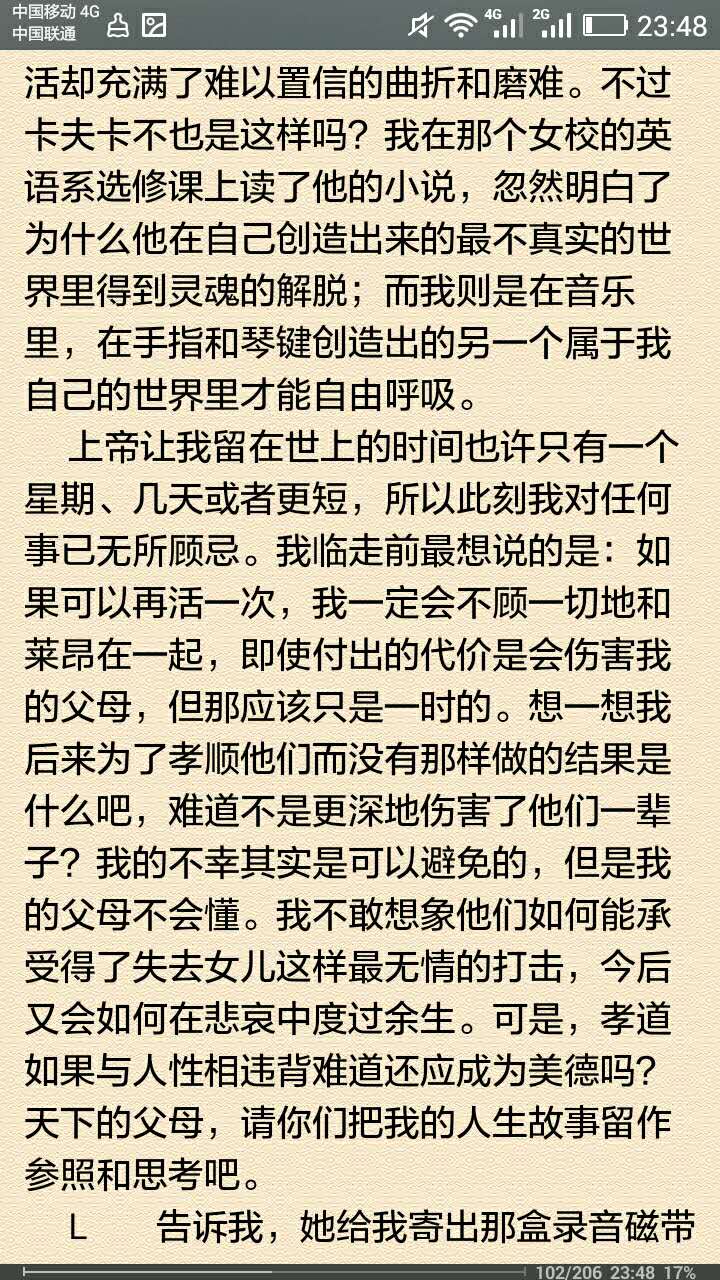 中国移动 4G
中国联通
4G 2G 23:48
活却充满了难以置信的曲折和磨难。不过
卡夫卡不也是这样吗？我在那个女校的英
语系选修课上读了他的小说，忽然明白了
为什么他在自己创造出来的最不真实的世
界里得到灵魂的解脱；而我则是在音乐
里，在手指和琴键创造出的另一个属于我
自己的世界里才能自由呼吸。
上帝让我留在世上的时间也许只有一个
星期、几天或者更短，所以此刻我对任何
事已无所顾忌。我临走前最想说的是：如
果可以再活一次，我一定会不顾一切地和
莱昂在一起，即使付出的代价是会伤害我
的父母，但那应该只是一时的。想一想我
后来为了孝顺他们而没有那样做的结果是
什么吧，难道不是更深地伤害了他们一辈
子？我的不幸其实是可以避免的，但是我
的父母不会懂。我不敢想象他们如何能承
受得了失去女儿这样最无情的打击，今后
又会如何在悲哀中度过余生。可是，孝道
如果与人性相违背难道还应成为美德吗？
天下的父母，请你们把我的人生故事留作
参照和思考吧。
L 告诉我，她给我寄出那盒录音磁带
102/206 23:48 17%